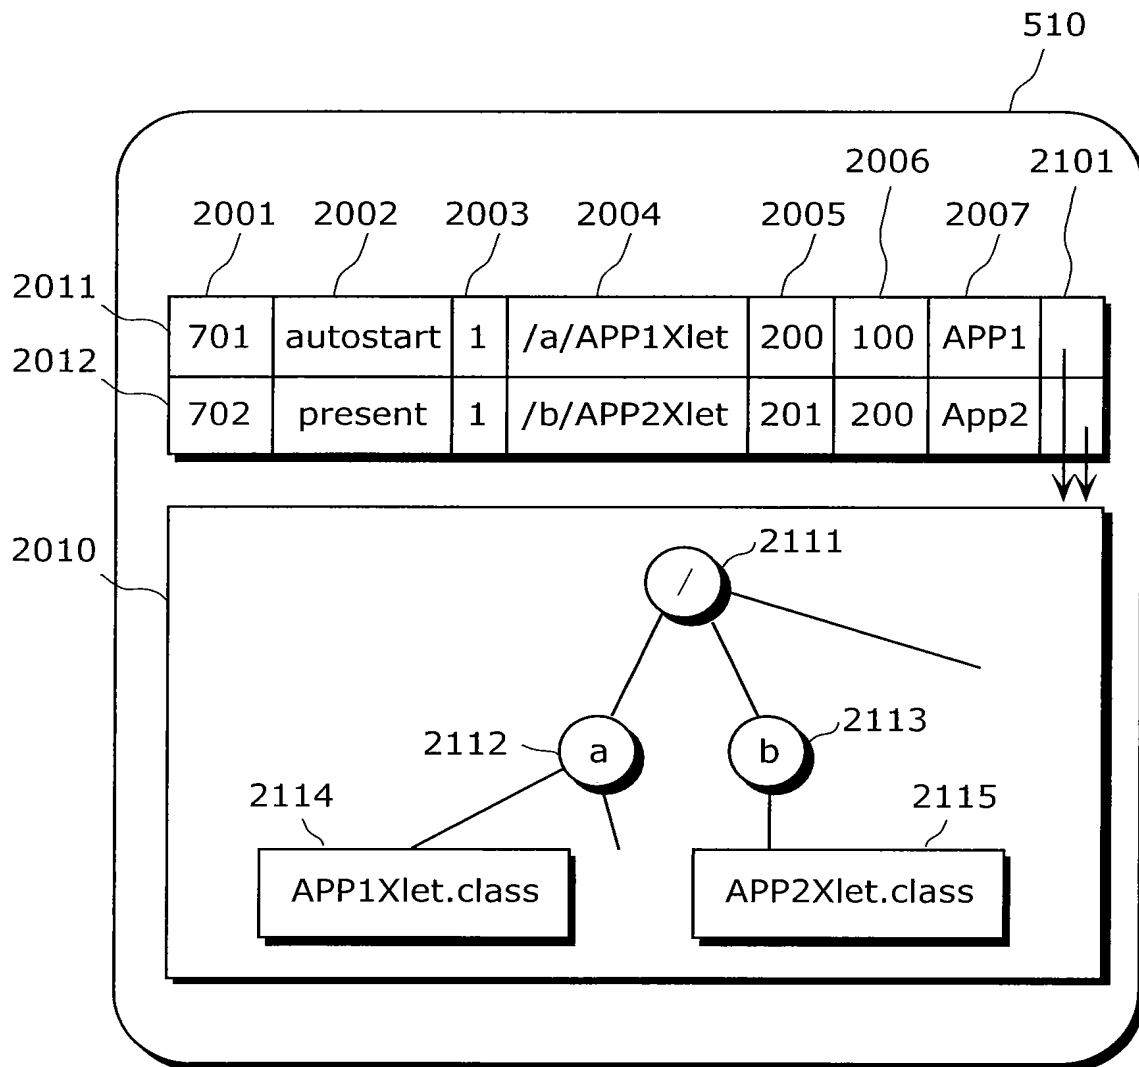 510
2006 2101
2001 2002 2003 2004 2005 2007
2011
701 autostart 1 /a/APP1Xlet 200 100 APP1
2012
702 present 1 /b/APP2Xlet 201 200 App2
2010
/ 2111
2112 a b 2113
2114 2115
APP1Xlet.class APP2Xlet.class